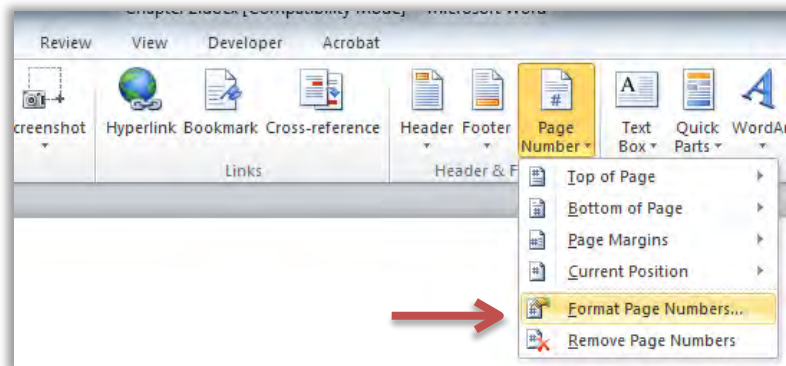 Review View Developer Acrobat
creenshot Hyperlink Bookmark Cross-reference Header Footer Page Number Text Box Quick Parts WordAr
Links Header & F
Top of Page
Bottom of Page
Page Margins
Current Position
Format Page Numbers...
Remove Page Numbers